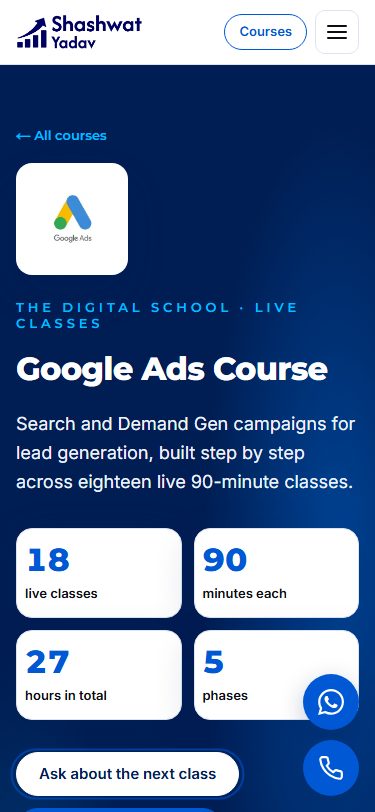 Shashwat
Yadav
Courses
← All courses
Google Ads
THE DIGITAL SCHOOL · LIVE
CLASSES
Google Ads Course
Search and Demand Gen campaigns for
lead generation, built step by step
across eighteen live 90-minute classes.
18
live classes
90
minutes each
27
hours in total
5
phases
Ask about the next class